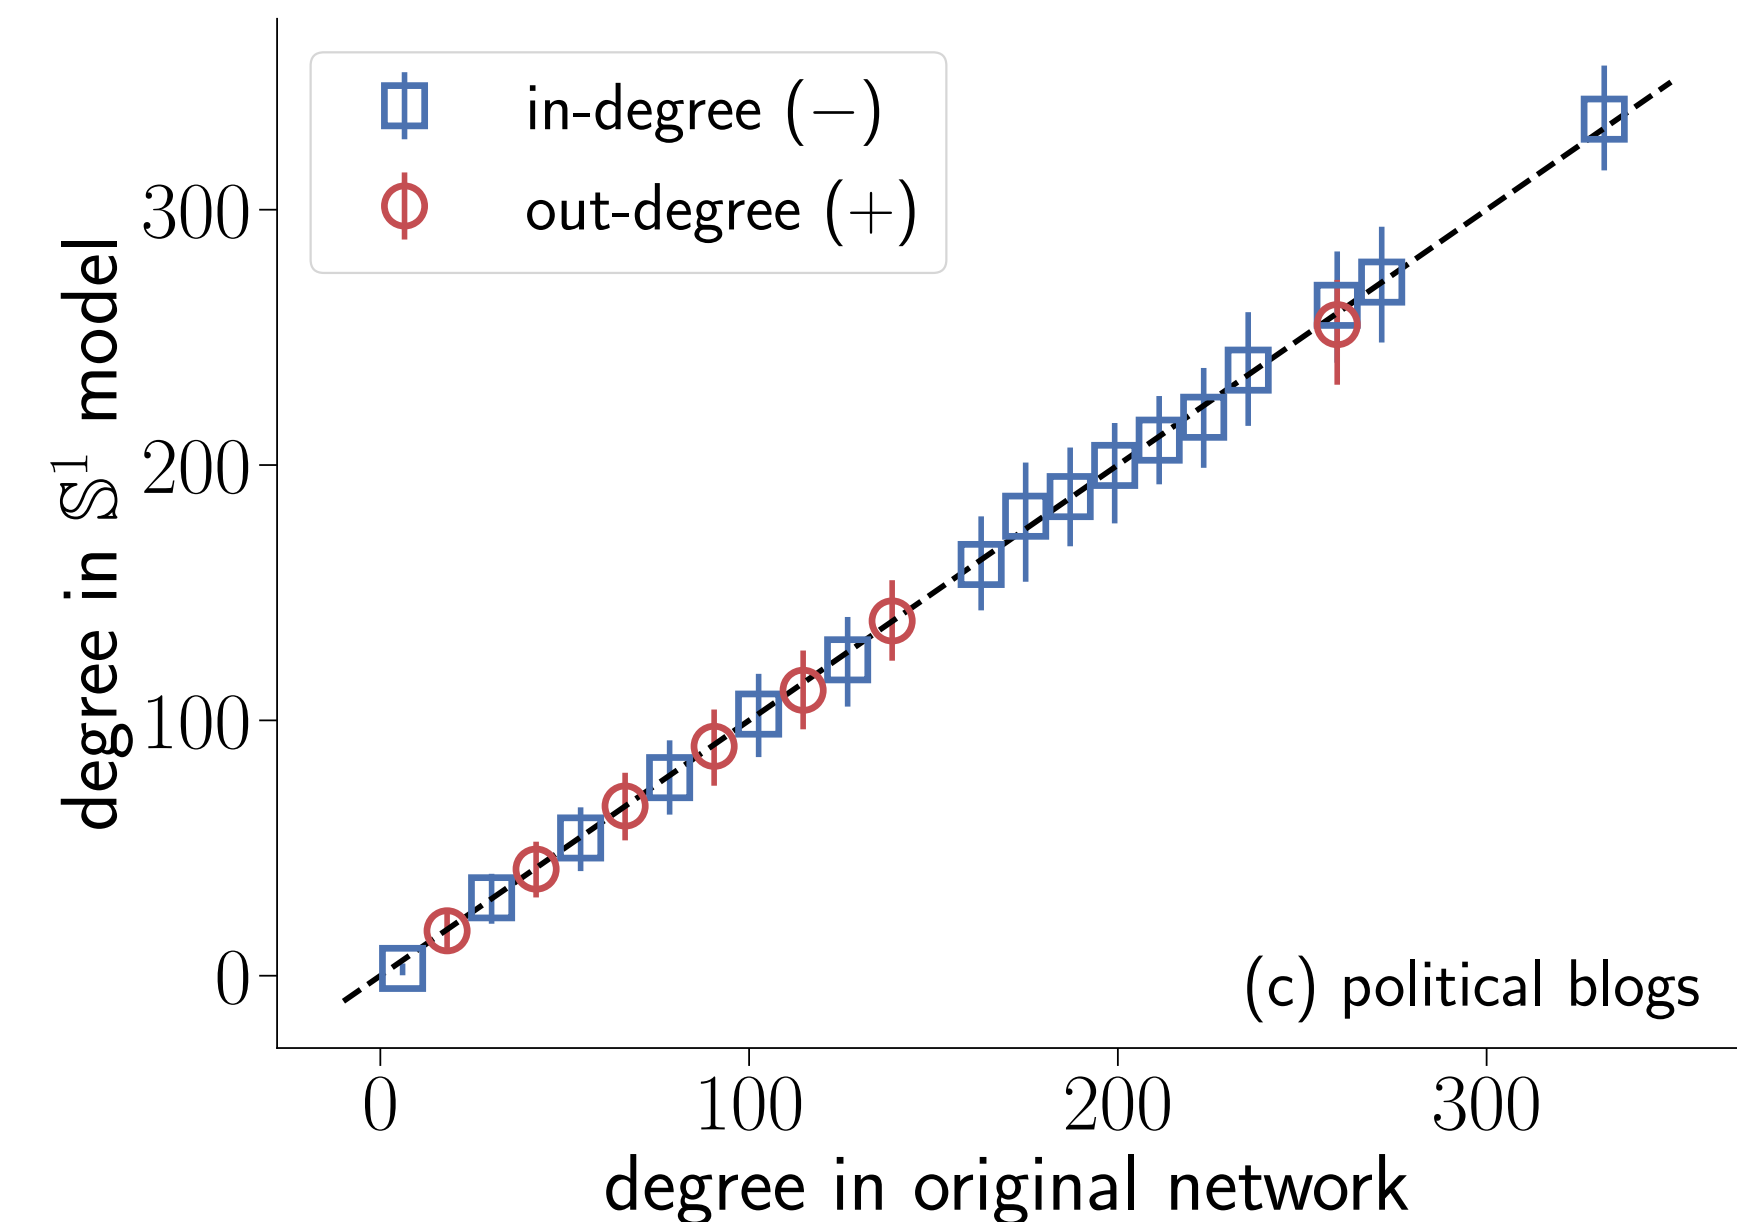 in-degree (−)
out-degree (+)
degree in 𝕊¹ model
300
200
100
0
(c) political blogs
0 100 200 300
degree in original network